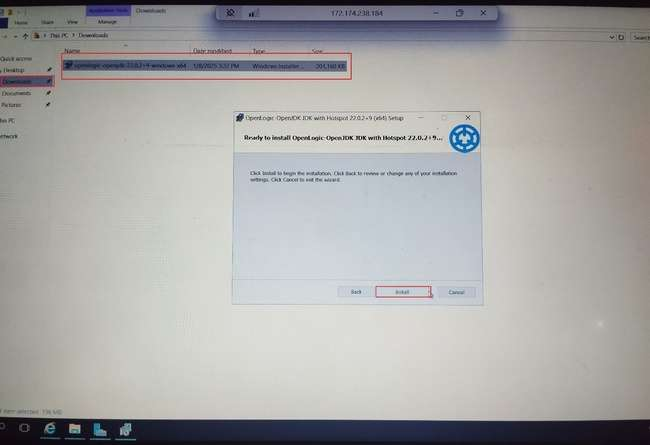 Application Tools
Downloads
172.174.238.184
Home
Share
View
Manage
This PC > Downloads
Search
Name
Date modified
Type
Size
openlogic-openjdk-22.0.2+9-windows-x64
1/8/2025 3:32 PM
Windows Installer ...
201,160 KB
Quick access
Desktop
Downloads
Documents
Pictures
This PC
Network
OpenLogic-OpenJDK JDK with Hotspot 22.0.2+9 (x64) Setup
Ready to install OpenLogic-OpenJDK JDK with Hotspot 22.0.2+9...
Click Install to begin the installation. Click Back to review or change any of your installation
settings. Click Cancel to exit the wizard.
Back
Install
Cancel
1 item selected 196 MB